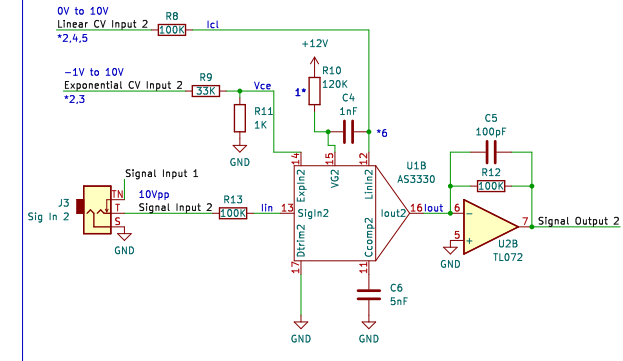 0V to 10V
Linear CV Input 2
*2,4,5
R8
100K
Icl
+12V
-1V to 10V
Exponential CV Input 2
*2,3
R9
33K
Vce
R10
120K
1*
C4
1nF
*6
R11
1K
GND
C5
100pF
R12
100K
14
15
12
U1B
AS3330
ExpIn2
VG2
LinIn2
Signal Input 1
J3
Sig In 2
TN
T
S
10Vpp
Signal Input 2
R13
100K
Iin
13
SigIn2
Iout2
16
Iout
6
-
5
+
7
Signal Output 2
U2B
TL072
GND
GND
Dtrim2
Ccomp2
17
11
C6
5nF
GND
GND